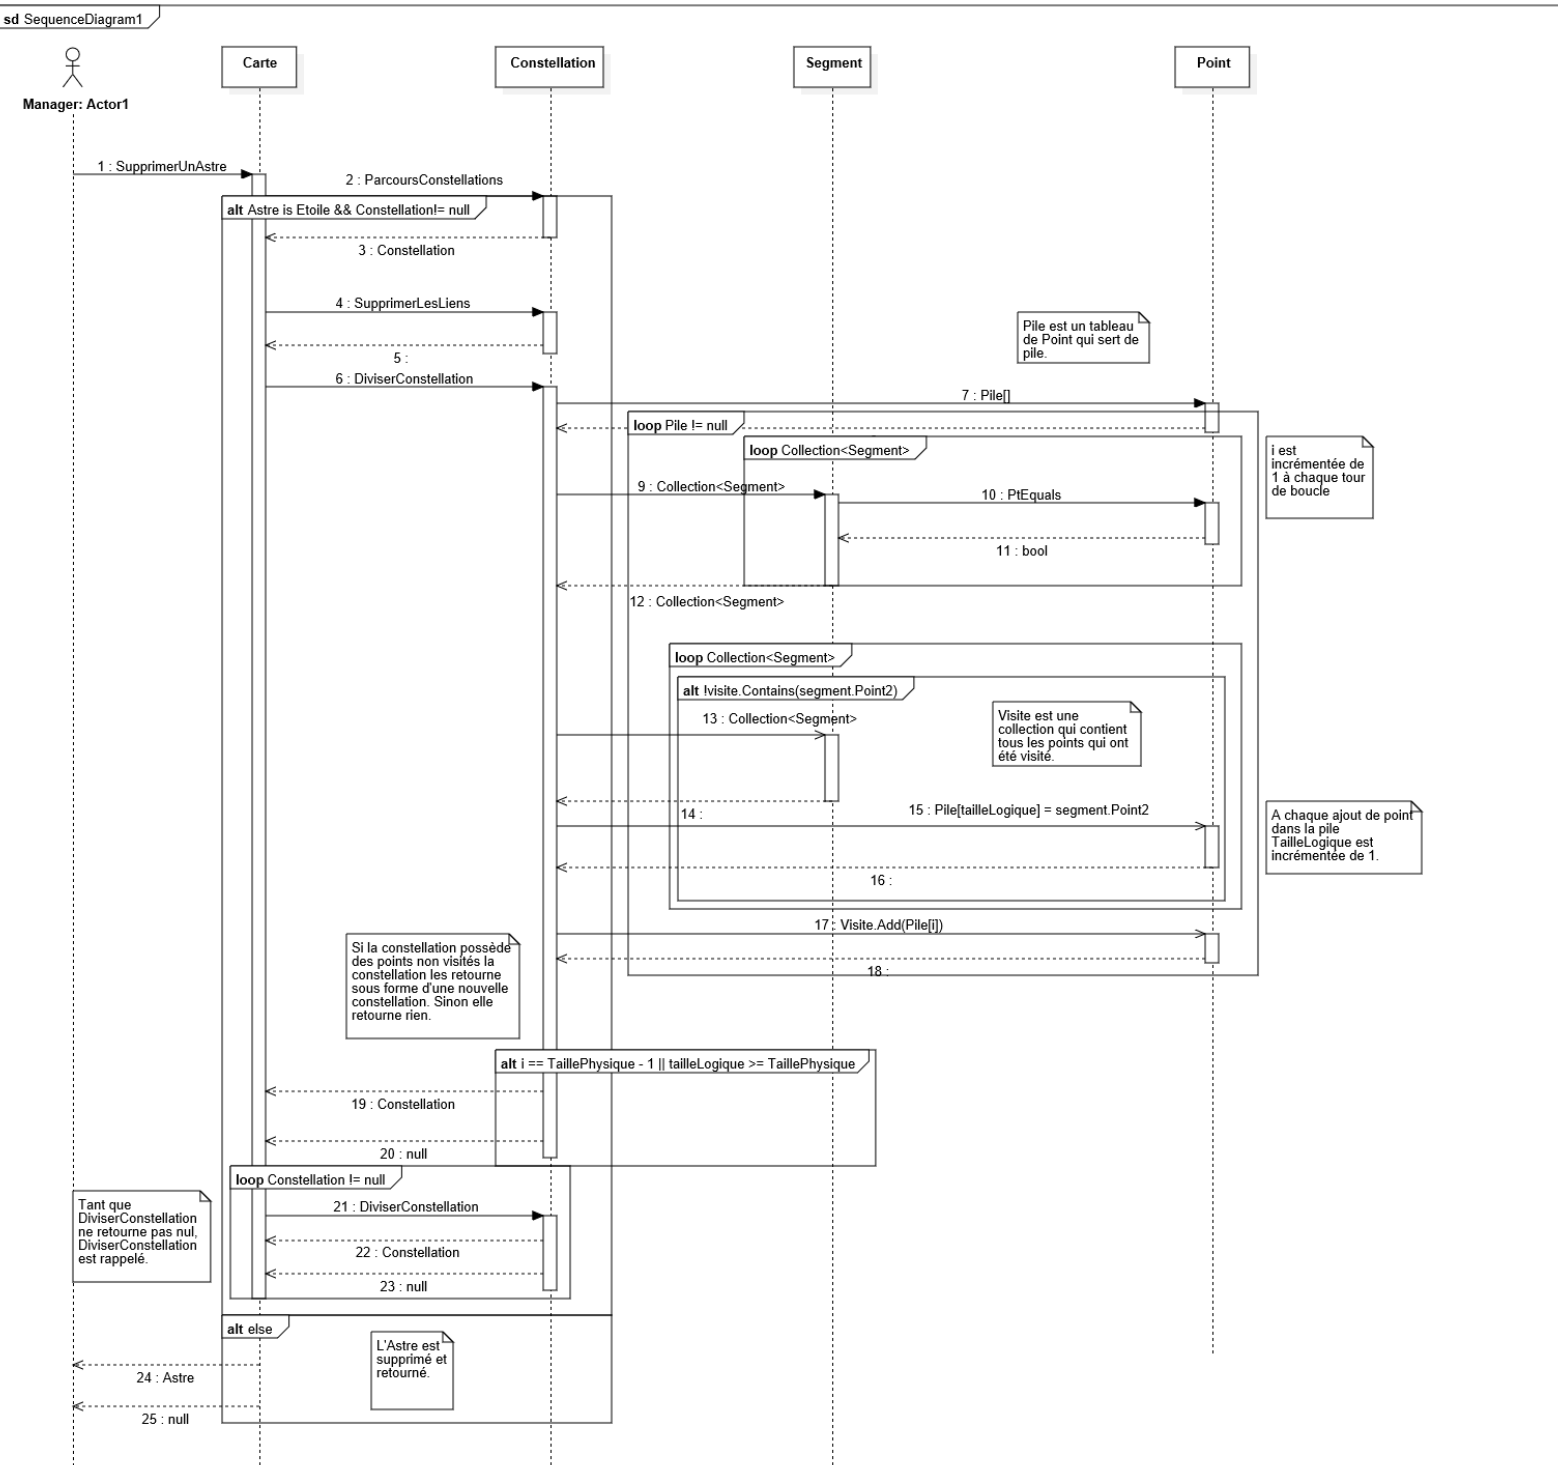 sd SequenceDiagram1
Carte
Constellation
Segment
Point
Manager: Actor1
1 : SupprimerUnAstre
2 : ParcoursConstellations
alt Astre is Etoile && Constellation!= null
3 : Constellation
4 : SupprimerLesLiens
Pile est un tableau
de Point qui sert de
pile.
5 :
6 : DiviserConstellation
7 : Pile[]
loop Pile != null
loop Collection<Segment>
i est
incrémentée de
1 à chaque tour
de boucle
9 : Collection<Segment>
10 : PtEquals
11 : bool
12 : Collection<Segment>
loop Collection<Segment>
alt !visite.Contains(segment.Point2)
13 : Collection<Segment>
Visite est une
collection qui contient
tous les points qui ont
été visité.
14 :
15 : Pile[tailleLogique] = segment.Point2
A chaque ajout de point
dans la pile
TailleLogique est
incrémentée de 1.
16 :
17 : Visite.Add(Pile[i])
18 :
Si la constellation possède
des points non visités la
constellation les retourne
sous forme d'une nouvelle
constellation. Sinon elle
retourne rien.
alt i == TaillePhysique - 1 || tailleLogique >= TaillePhysique
19 : Constellation
20 : null
loop Constellation != null
Tant que
DiviserConstellation
ne retourne pas nul,
DiviserConstellation
est rappelé.
21 : DiviserConstellation
22 : Constellation
23 : null
alt else
L'Astre est
supprimé et
retourné.
24 : Astre
25 : null